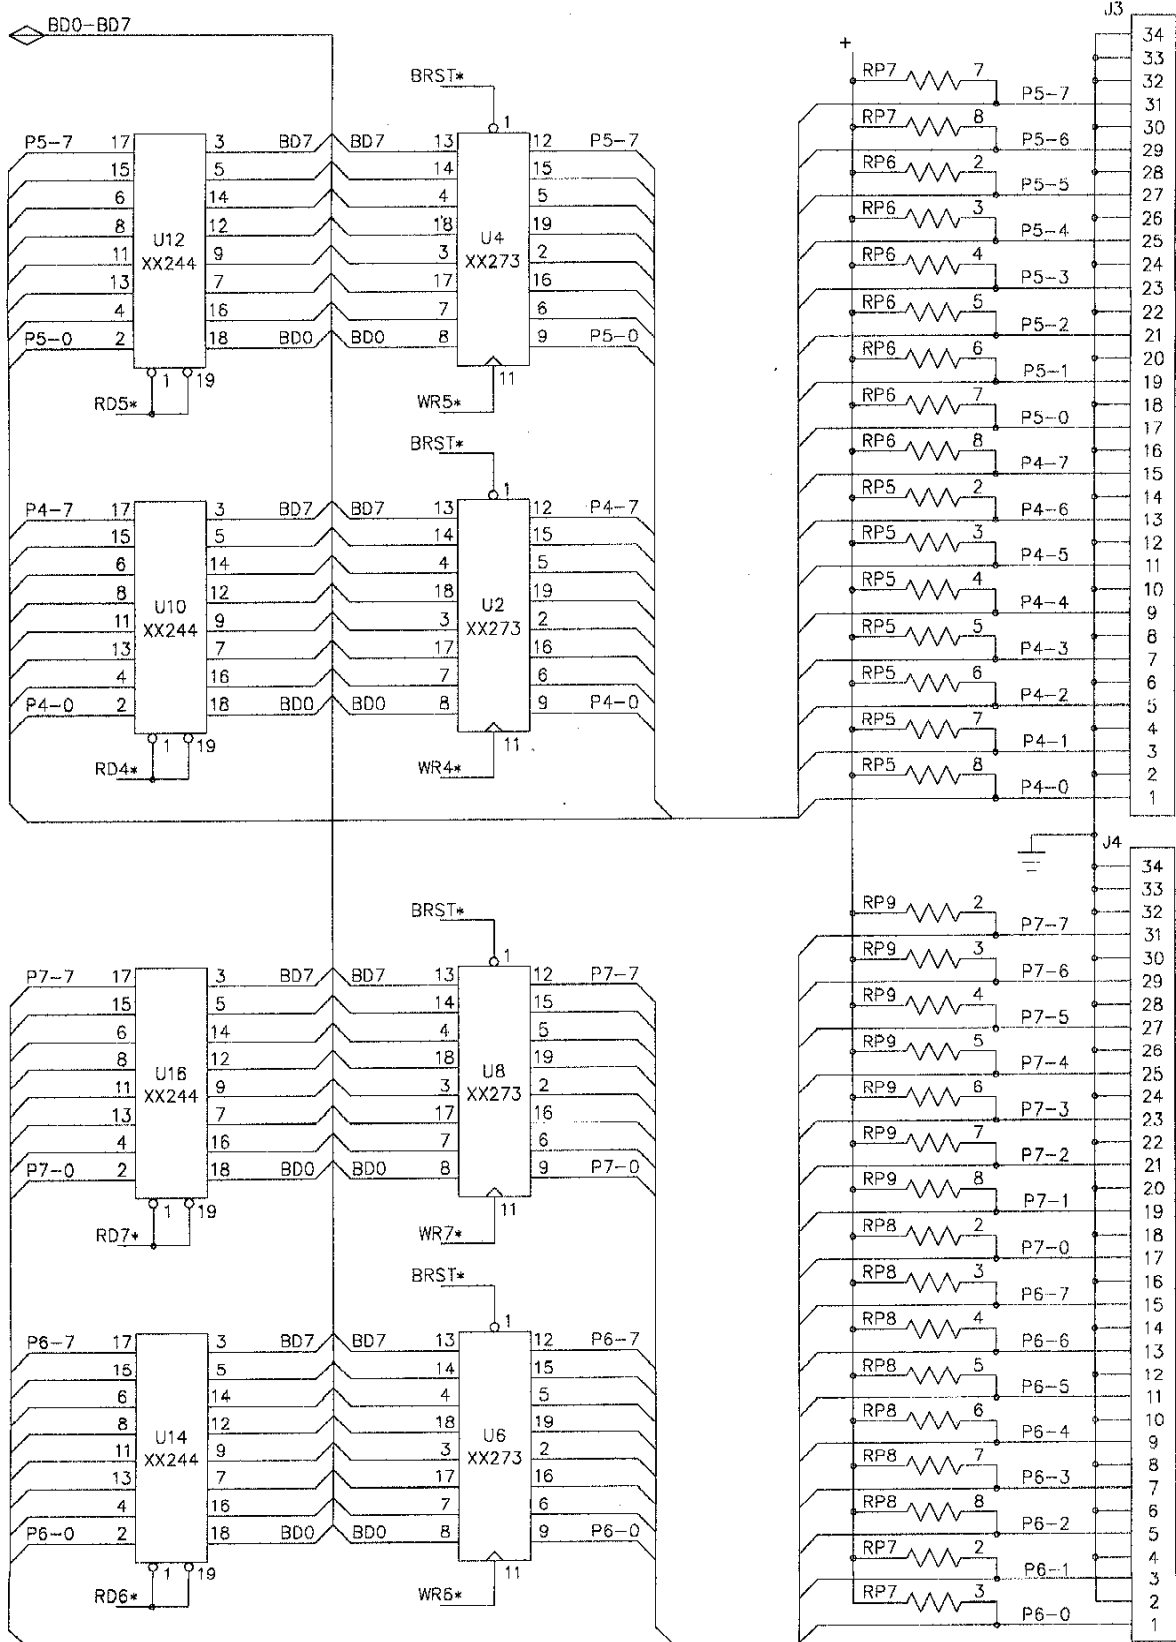 BD0-BD7
BRST*
P5-7 17 3 BD7 BD7 13 1 12 P5-7
15 5 14 15
6 14 4 5
8 12 18 19
U12 U4
XX244 XX273
11 9 3 2
13 7 17 16
4 16 7 6
P5-0 2 18 BD0 BD0 8 9 P5-0
1 19 11
RD5* WR5*
BRST*
P4-7 17 3 BD7 BD7 13 1 12 P4-7
15 5 14 15
6 14 4 5
8 12 18 19
U10 U2
XX244 XX273
11 9 3 2
13 7 17 16
4 16 7 6
P4-0 2 18 BD0 BD0 8 9 P4-0
1 19 11
RD4* WR4*
BRST*
P7-7 17 3 BD7 BD7 13 1 12 P7-7
15 5 14 15
6 14 4 5
8 12 18 19
U16 U8
XX244 XX273
11 9 3 2
13 7 17 16
4 16 7 6
P7-0 2 18 BD0 BD0 8 9 P7-0
1 19 11
RD7* WR7*
BRST*
P6-7 17 3 BD7 BD7 13 1 12 P6-7
15 5 14 15
6 14 4 5
8 12 18 19
U14 U6
XX244 XX273
11 9 3 2
13 7 17 16
4 16 7 6
P6-0 2 18 BD0 BD0 8 9 P6-0
1 19 11
RD6* WR6*
J3
+
34
33
RP7 7 32
P5-7 31
RP7 8 30
P5-6 29
RP6 2 28
P5-5 27
RP6 3 26
P5-4 25
RP6 4 24
P5-3 23
RP6 5 22
P5-2 21
RP6 6 20
P5-1 19
RP6 7 18
P5-0 17
RP6 8 16
P4-7 15
RP5 2 14
P4-6 13
RP5 3 12
P4-5 11
RP5 4 10
P4-4 9
RP5 5 8
P4-3 7
RP5 6 6
P4-2 5
RP5 7 4
P4-1 3
RP5 8 2
P4-0 1
J4
34
33
RP9 2 32
P7-7 31
RP9 3 30
P7-6 29
RP9 4 28
P7-5 27
RP9 5 26
P7-4 25
RP9 6 24
P7-3 23
RP9 7 22
P7-2 21
RP9 8 20
P7-1 19
RP8 2 18
P7-0 17
RP8 3 16
P6-7 15
RP8 4 14
P6-6 13
RP8 5 12
P6-5 11
RP8 6 10
P6-4 9
RP8 7 8
P6-3 7
RP8 8 6
P6-2 5
RP7 2 4
P6-1 3
RP7 3 2
P6-0 1